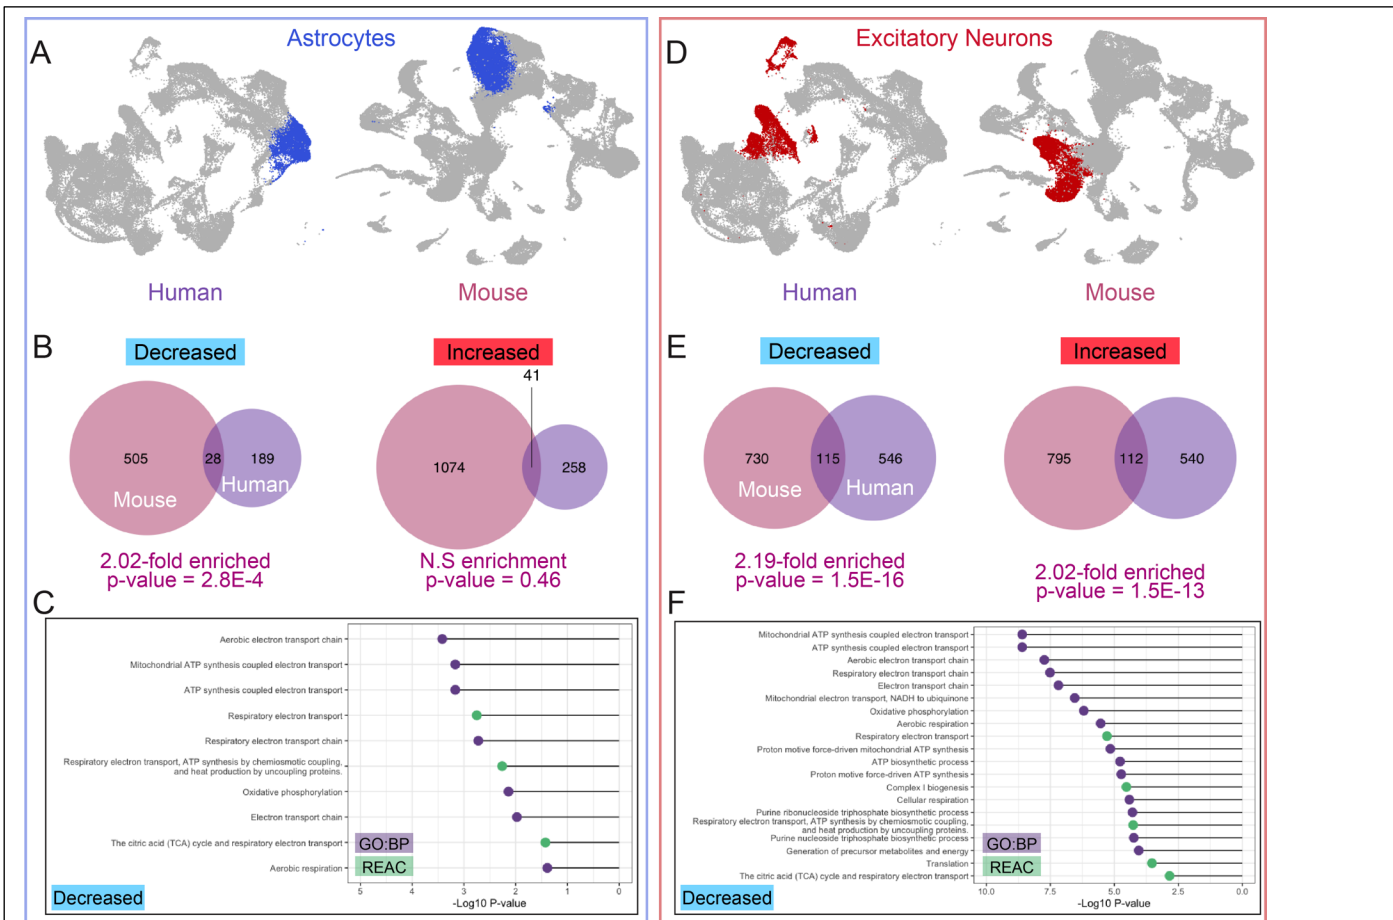 A
Astrocytes
Human
Mouse
B
Decreased
Increased
41
505
28
189
Mouse
Human
1074
258
2.02-fold enriched
p-value = 2.8E-4
N.S enrichment
p-value = 0.46
C
Aerobic electron transport chain
Mitochondrial ATP synthesis coupled electron transport
ATP synthesis coupled electron transport
Respiratory electron transport
Respiratory electron transport chain
Respiratory electron transport, ATP synthesis by chemiosmotic coupling,
and heat production by uncoupling proteins.
Oxidative phosphorylation
Electron transport chain
The citric acid (TCA) cycle and respiratory electron transport
Aerobic respiration
GO:BP
REAC
5 4 3 2 1 0
-Log10 P-value
Decreased
D
Excitatory Neurons
Human
Mouse
E
Decreased
Increased
730
115
546
Mouse
Human
795
112
540
2.19-fold enriched
p-value = 1.5E-16
2.02-fold enriched
p-value = 1.5E-13
F
Mitochondrial ATP synthesis coupled electron transport
ATP synthesis coupled electron transport
Aerobic electron transport chain
Respiratory electron transport chain
Electron transport chain
Mitochondrial electron transport, NADH to ubiquinone
Oxidative phosphorylation
Aerobic respiration
Respiratory electron transport
Proton motive force-driven mitochondrial ATP synthesis
ATP biosynthetic process
Proton motive force-driven ATP synthesis
Complex I biogenesis
Cellular respiration
Purine ribonucleoside triphosphate biosynthetic process
Respiratory electron transport, ATP synthesis by chemiosmotic coupling,
and heat production by uncoupling proteins.
Purine nucleoside triphosphate biosynthetic process
Generation of precursor metabolites and energy
Translation
The citric acid (TCA) cycle and respiratory electron transport
GO:BP
REAC
10.0 7.5 5.0 2.5 0.0
-Log10 P-value
Decreased